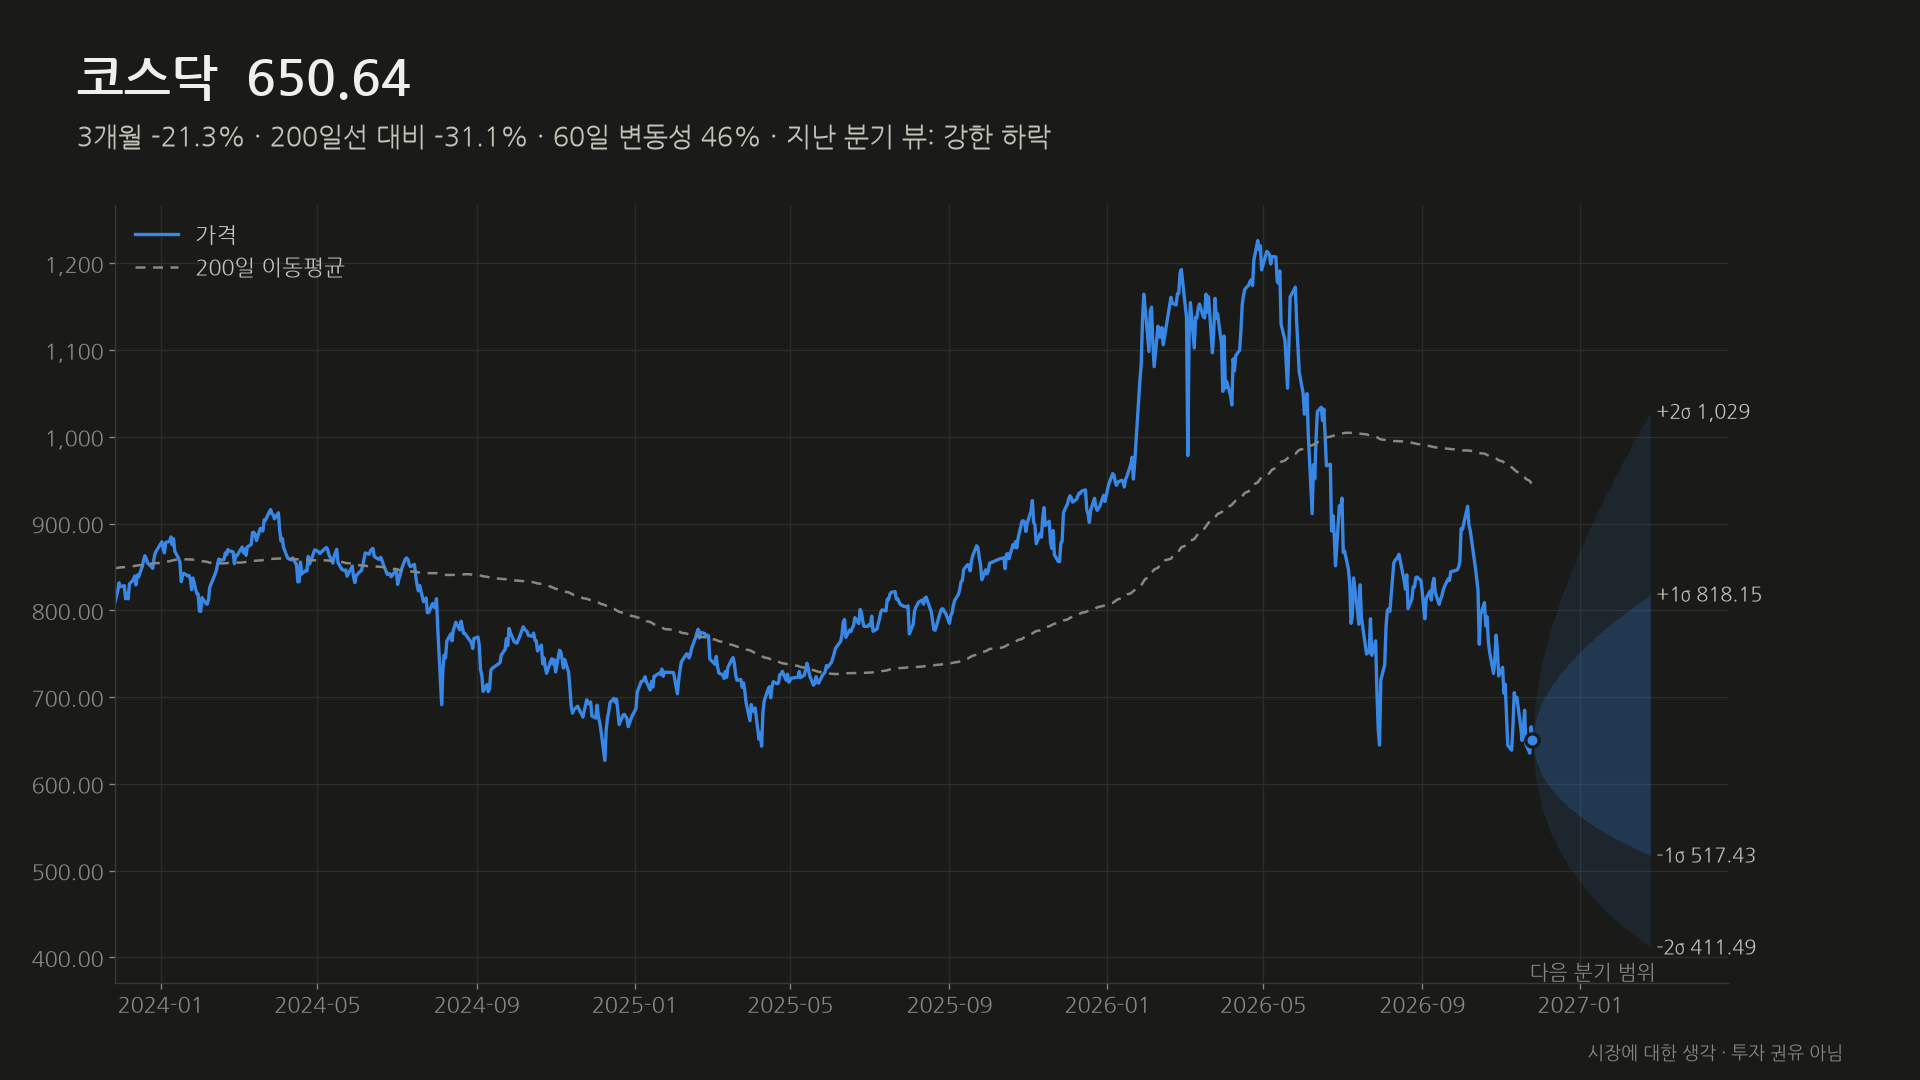 코스닥 650.64
3개월 -21.3% · 200일선 대비 -31.1% · 60일 변동성 46% · 지난 분기 뷰: 강한 하락
가격
200일 이동평균
1,200
1,100
1,000
900.00
800.00
700.00
600.00
500.00
400.00
+2σ 1,029
+1σ 818.15
-1σ 517.43
-2σ 411.49
다음 분기 범위
2024-01
2024-05
2024-09
2025-01
2025-05
2025-09
2026-01
2026-05
2026-09
2027-01
시장에 대한 생각 · 투자 권유 아님